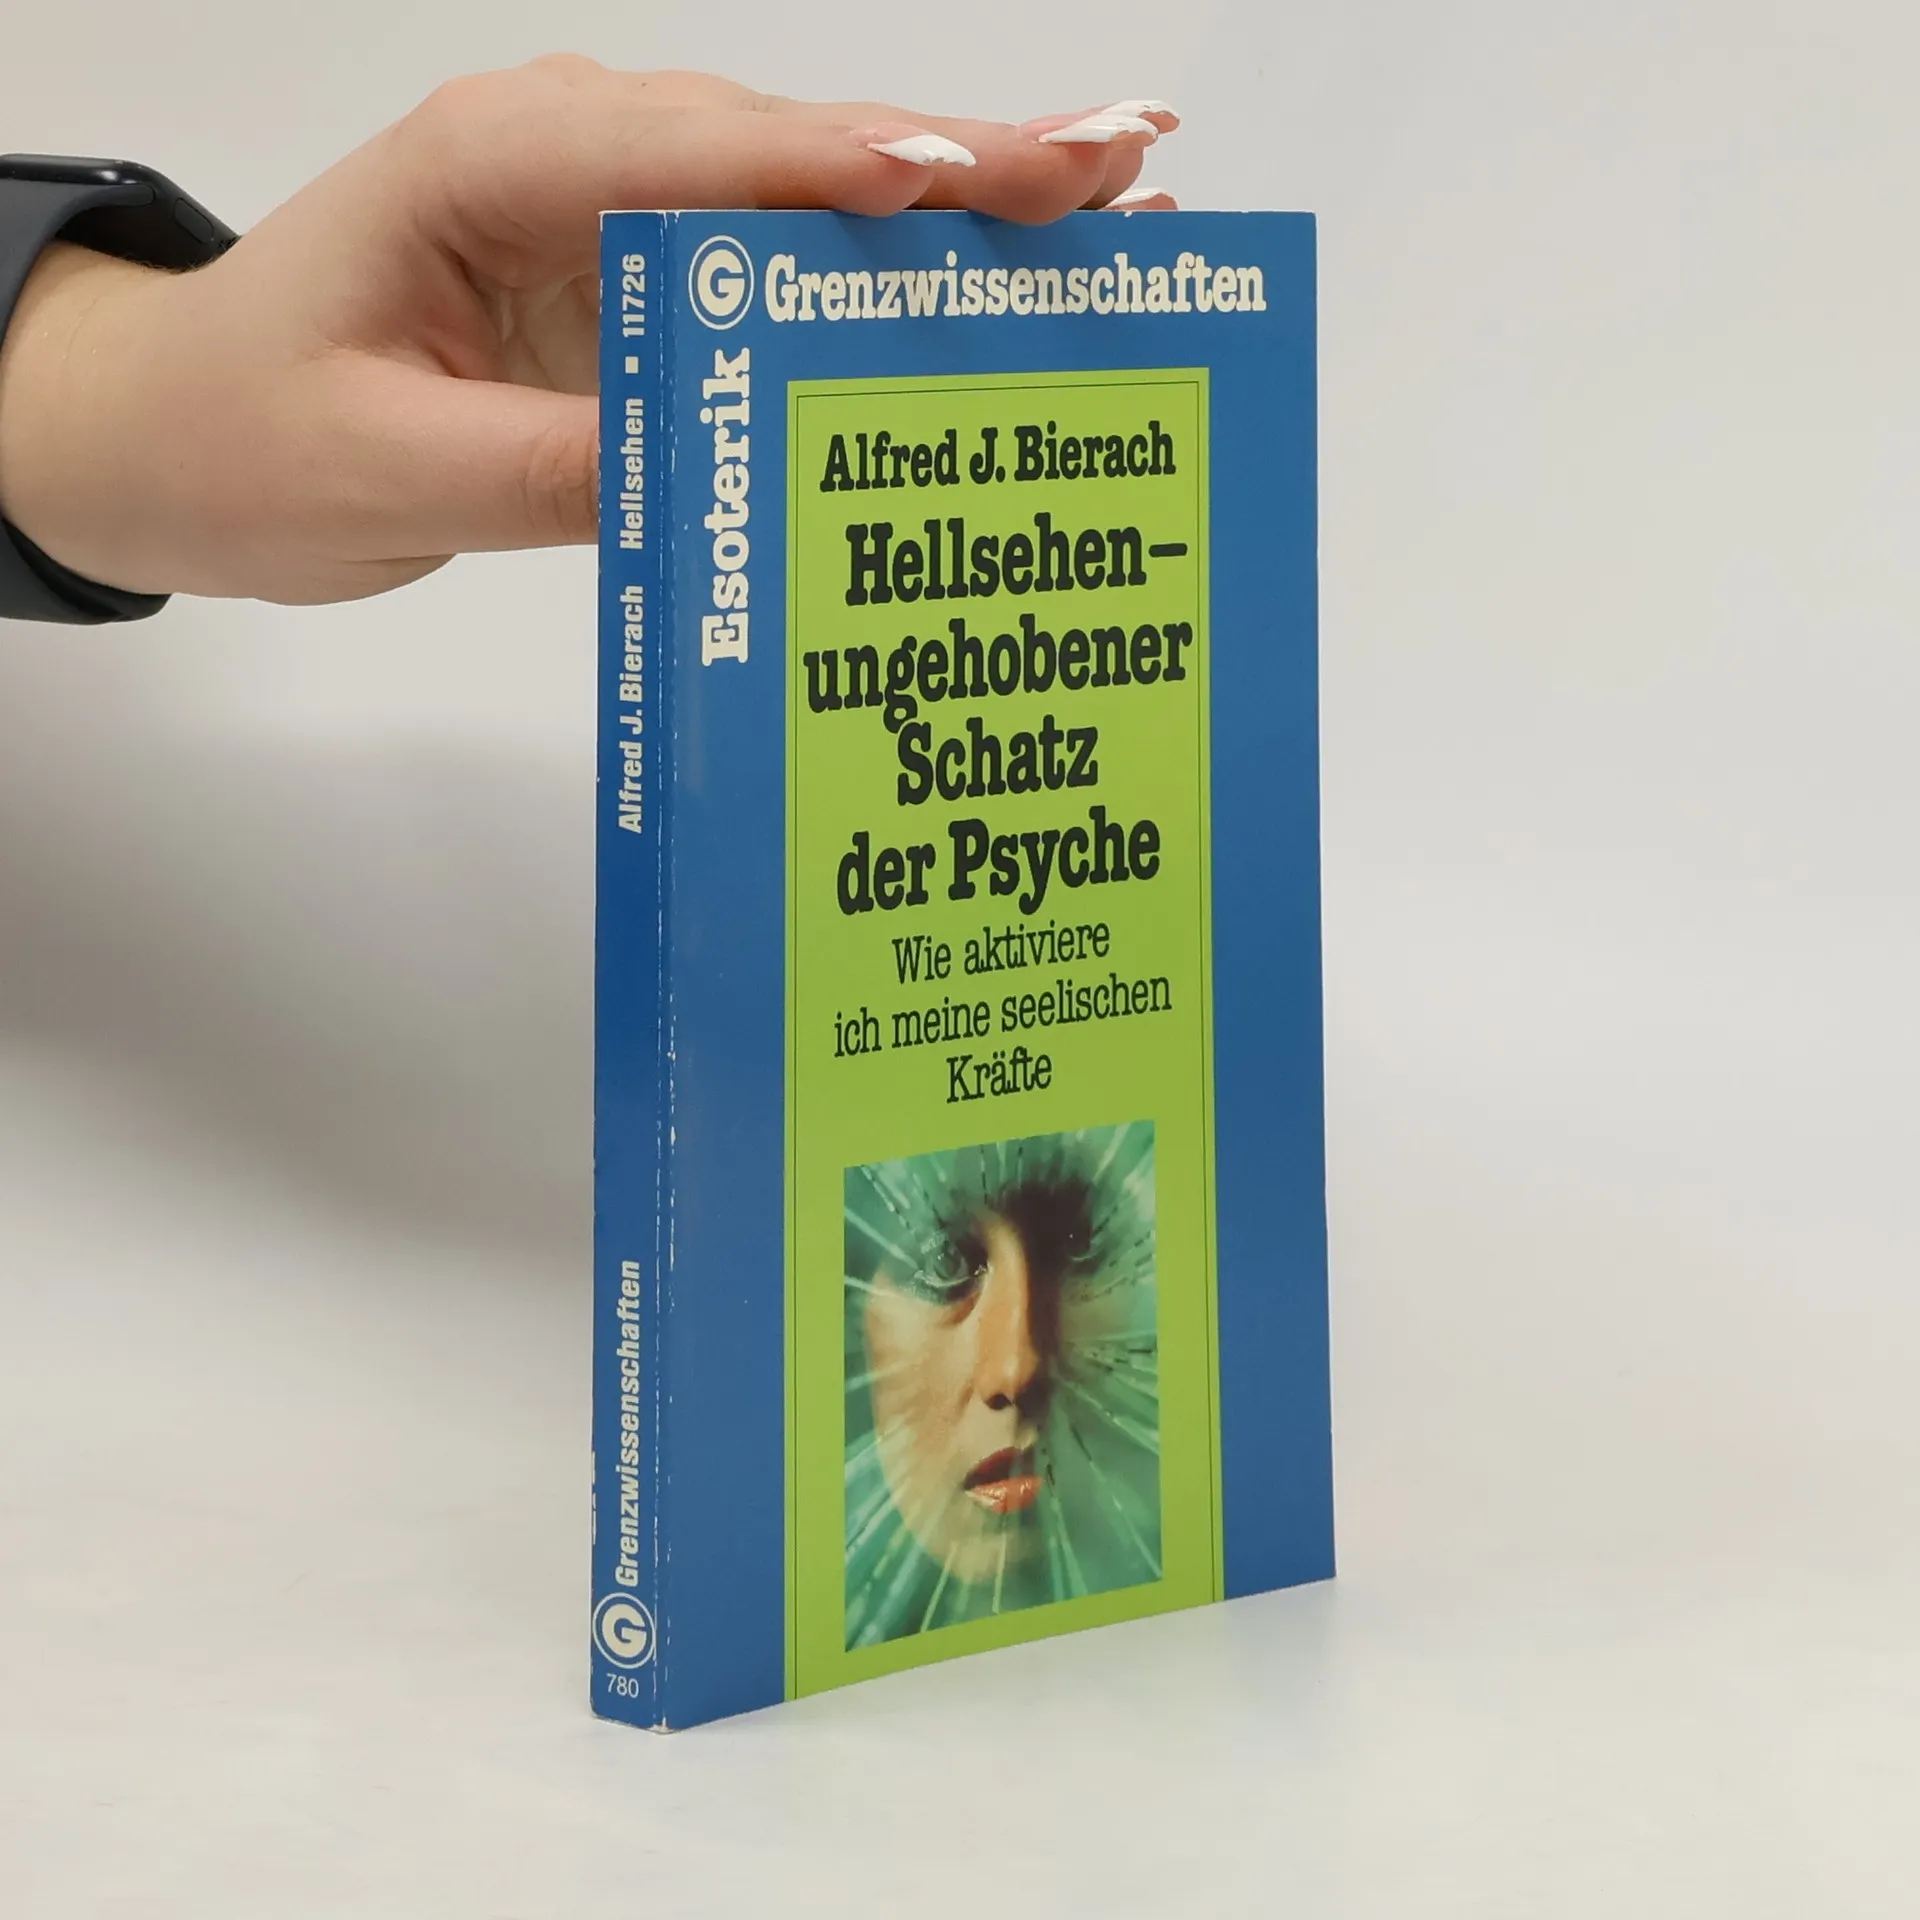 G Grenzwissenschaften
Esoterik
Alfred J. Bierach
Hellsehen–
ungehobener
Schatz
der Psyche
Wie aktiviere
ich meine seelischen
Kräfte
Alfred J. Bierach Hellsehen ▪ 11726
G Grenzwissenschaften
780